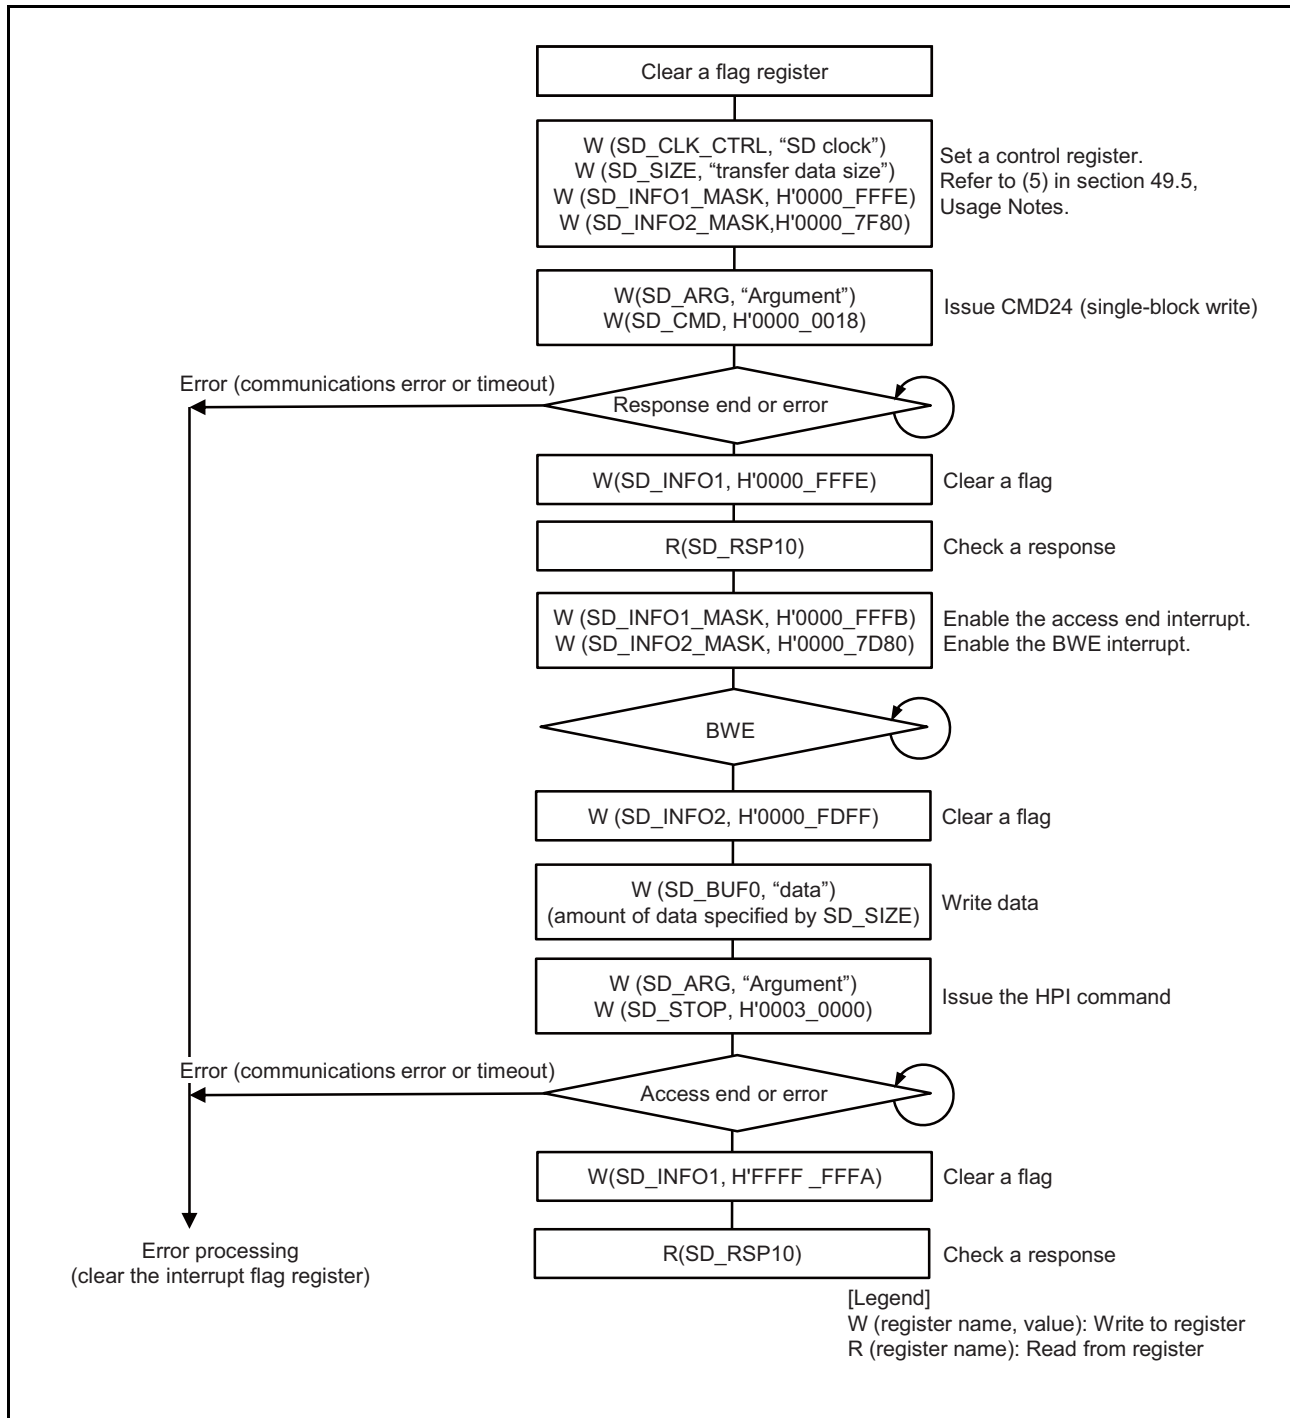 Clear a flag register
W (SD_CLK_CTRL, “SD clock”)
W (SD_SIZE, “transfer data size”)
W (SD_INFO1_MASK, H'0000_FFFE)
W (SD_INFO2_MASK,H'0000_7F80)
Set a control register.
Refer to (5) in section 49.5,
Usage Notes.
W(SD_ARG, “Argument”)
W(SD_CMD, H'0000_0018)
Issue CMD24 (single-block write)
Error (communications error or timeout)
Response end or error
W(SD_INFO1, H'0000_FFFE)
Clear a flag
R(SD_RSP10)
Check a response
W (SD_INFO1_MASK, H'0000_FFFB)
W (SD_INFO2_MASK, H'0000_7D80)
Enable the access end interrupt.
Enable the BWE interrupt.
BWE
W (SD_INFO2, H'0000_FDFF)
Clear a flag
W (SD_BUF0, “data”)
(amount of data specified by SD_SIZE)
Write data
W (SD_ARG, “Argument”)
W (SD_STOP, H'0003_0000)
Issue the HPI command
Error (communications error or timeout)
Access end or error
W(SD_INFO1, H'FFFF _FFFA)
Clear a flag
Error processing
(clear the interrupt flag register)
R(SD_RSP10)
Check a response
[Legend]
W (register name, value): Write to register
R (register name): Read from register